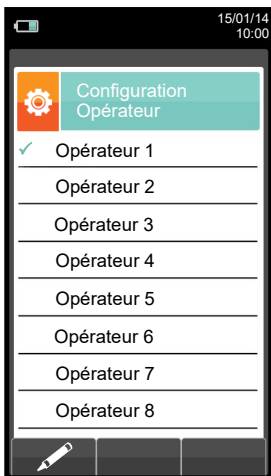 15/01/14
10:00
Configuration
Opérateur
Opérateur 1
Opérateur 2
Opérateur 3
Opérateur 4
Opérateur 5
Opérateur 6
Opérateur 7
Opérateur 8